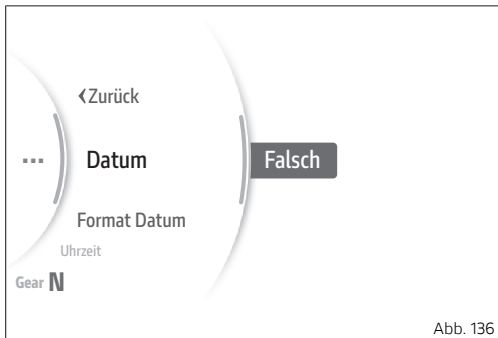 ‹Zurück
... Datum Falsch
Format Datum
Uhrzeit
Gear N
Abb. 136